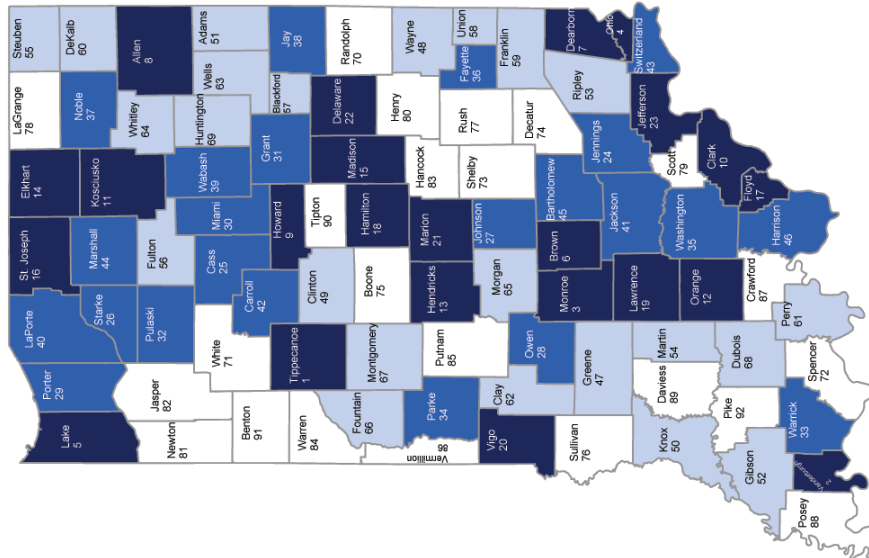 Steuben
55
DeKalb
60
Allen
8
Adams
51
Wells
63
Jay
38
Randolph
70
Wayne
48
Union
58
Fayette
36
Franklin
59
Dearborn
7
Ohio
4
Switzerland
43
LaGrange
78
Noble
37
Whitley
64
Huntington
69
Blackford
57
Delaware
22
Henry
80
Rush
77
Decatur
74
Ripley
53
Jefferson
23
Jennings
24
Scott
79
Clark
10
Floyd
17
Elkhart
14
Kosciusko
11
Wabash
39
Grant
31
Madison
15
Hancock
83
Shelby
73
Bartholomew
45
Jackson
41
Washington
35
Harrison
46
St. Joseph
16
Marshall
44
Fulton
56
Miami
30
Cass
25
Howard
9
Tipton
90
Hamilton
18
Marion
21
Johnson
27
Brown
6
LaPorte
40
Starke
26
Pulaski
32
White
71
Carroll
42
Clinton
49
Boone
75
Hendricks
13
Morgan
65
Monroe
3
Lawrence
19
Orange
12
Crawford
87
Perry
61
Porter
29
Jasper
82
Tippecanoe
1
Montgomery
67
Putnam
85
Owen
28
Greene
47
Martin
54
Daviess
89
Dubois
68
Spencer
72
Lake
5
Newton
81
Benton
91
Warren
84
Fountain
66
Parke
34
Vermillion
86
Clay
62
Vigo
20
Sullivan
76
Knox
50
Pike
92
Gibson
52
Warrick
33
Vanderburgh
2
Posey
88